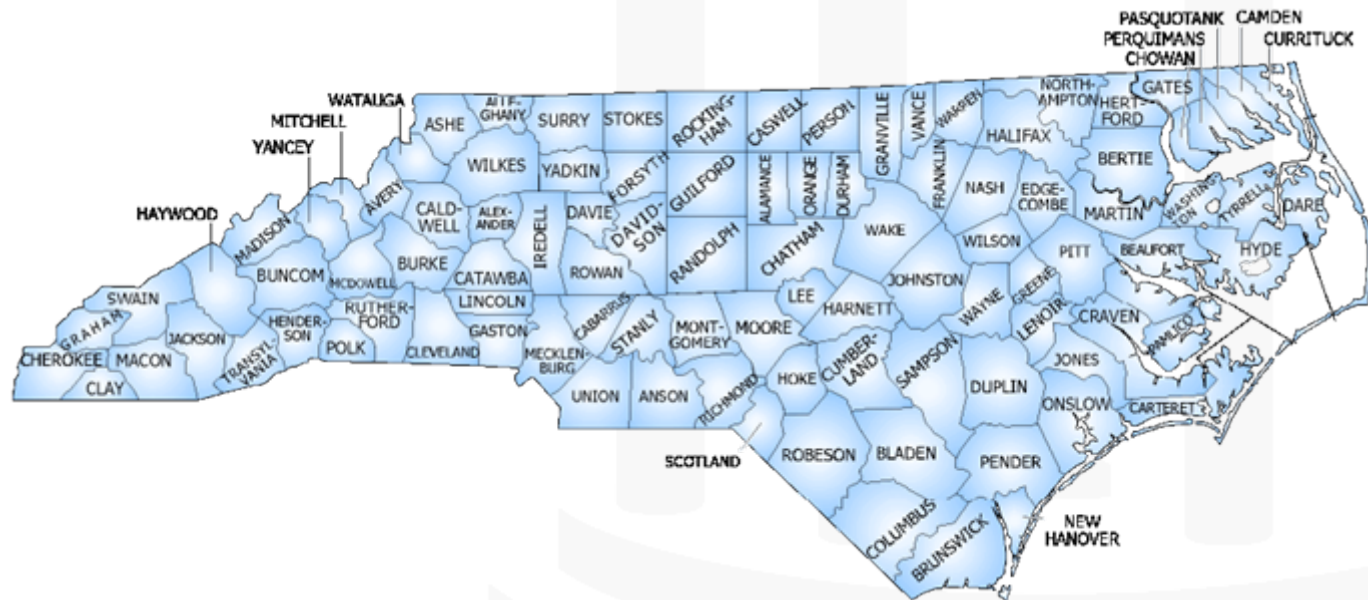 PASQUOTANK
CAMDEN
PERQUIMANS
CURRITUCK
CHOWAN
WATAUGA
MITCHELL
YANCEY
HAYWOOD
ASHE
ALLE-
GHANY
SURRY
STOKES
ROCKING-
HAM
CASWELL
PERSON
GRANVILLE
VANCE
WARREN
NORTH-
AMPTON
HERT-
FORD
GATES
HALIFAX
BERTIE
WILKES
YADKIN
FORSYTH
GUILFORD
ALAMANCE
ORANGE
DURHAM
FRANKLIN
NASH
EDGE-
COMBE
MARTIN
WASHING
TON
TYRRELL
DARE
AVERY
CALD-
WELL
ALEX-
ANDER
IREDELL
DAVIE
DAVID-
SON
RANDOLPH
CHATHAM
WAKE
WILSON
PITT
BEAUFORT
HYDE
MADISON
BUNCOM
MCDOWELL
BURKE
CATAWBA
ROWAN
LINCOLN
SWAIN
GRAHAM
JACKSON
HENDER-
SON
RUTHER-
FORD
POLK
CLEVELAND
GASTON
MECKLEN-
BURG
CABARRUS
STANLY
MONT-
GOMERY
MOORE
LEE
HARNETT
JOHNSTON
WAYNE
GREENE
LENOIR
CRAVEN
PAMLICO
JONES
CHEROKEE
MACON
CLAY
TRANSYL-
VANIA
UNION
ANSON
RICHMOND
HOKE
CUMBER-
LAND
SAMPSON
DUPLIN
ONSLOW
CARTERET
SCOTLAND
ROBESON
BLADEN
PENDER
COLUMBUS
BRUNSWICK
NEW
HANOVER